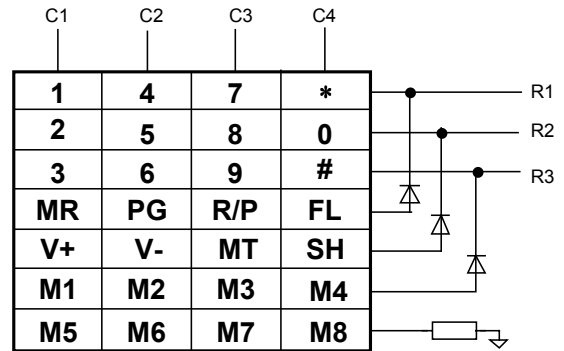 C1 C2 C3 C4
1 4 7 * R1
2 5 8 0 R2
3 6 9 # R3
MR PG R/P FL
V+ V- MT SH
M1 M2 M3 M4
M5 M6 M7 M8